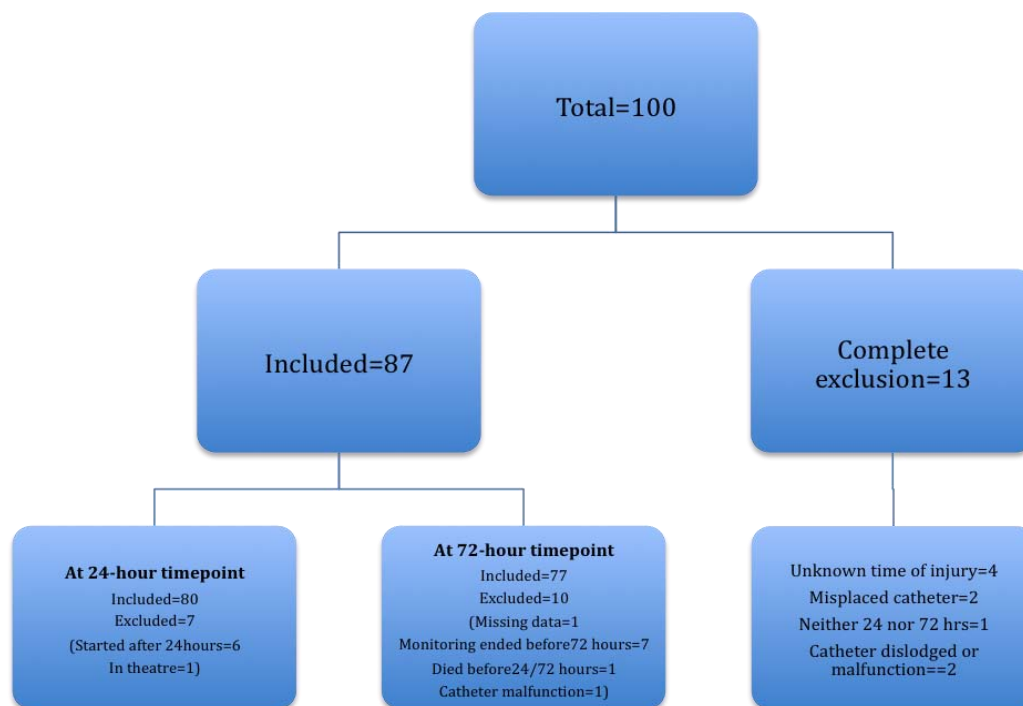 Total=100
Included=87
Complete
exclusion=13
At 24-hour timepoint
Included=80
Excluded=7
(Started after 24hours=6
In theatre=1)
At 72-hour timepoint
Included=77
Excluded=10
(Missing data=1
Monitoring ended before72 hours=7
Died before24/72 hours=1
Catheter malfunction=1)
Unknown time of injury=4
Misplaced catheter=2
Neither 24 nor 72 hrs=1
Catheter dislodged or
malfunction==2